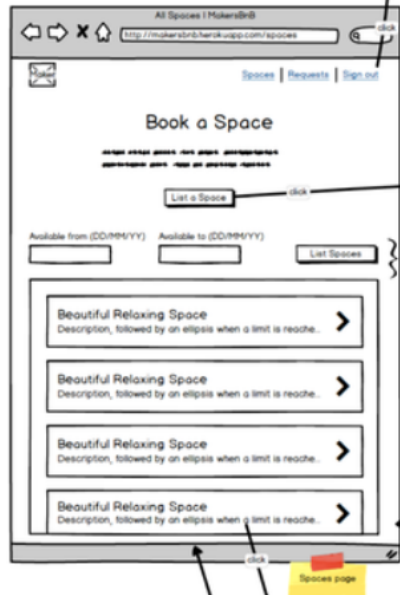 All Spaces | MakersBnB
http://makersbnb.herokuapp.com/spaces
click
Maker
Spaces | Requests | Sign out
Book a Space
List a Space
click
Available from (DD/MM/YY) Available to (DD/MM/YY)
List Spaces
Beautiful Relaxing Space
Description, followed by an ellipsis when a limit is reache..
Beautiful Relaxing Space
Description, followed by an ellipsis when a limit is reache..
Beautiful Relaxing Space
Description, followed by an ellipsis when a limit is reache..
Beautiful Relaxing Space
Description, followed by an ellipsis when a limit is reache..
click
Spaces page